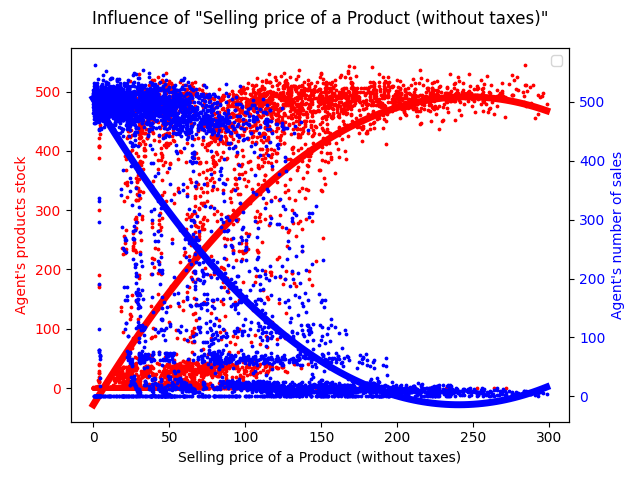 Influence of "Selling price of a Product (without taxes)"
500
400
300
200
100
0
Agent's products stock
500
400
300
200
100
0
Agent's number of sales
0 50 100 150 200 250 300
Selling price of a Product (without taxes)